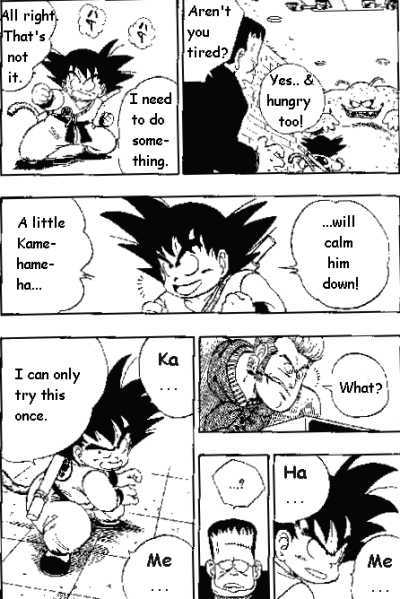 All right.
That's
not
it.
I need
to do
some-
thing.
Aren't
you
tired?
Yes.. &
hungry
too!
A little
Kame-
hame-
ha...
...will
calm
him
down!
I can only
try this
once.
Ka
...
Me
...
What?
...?
Ha
...
Me
...